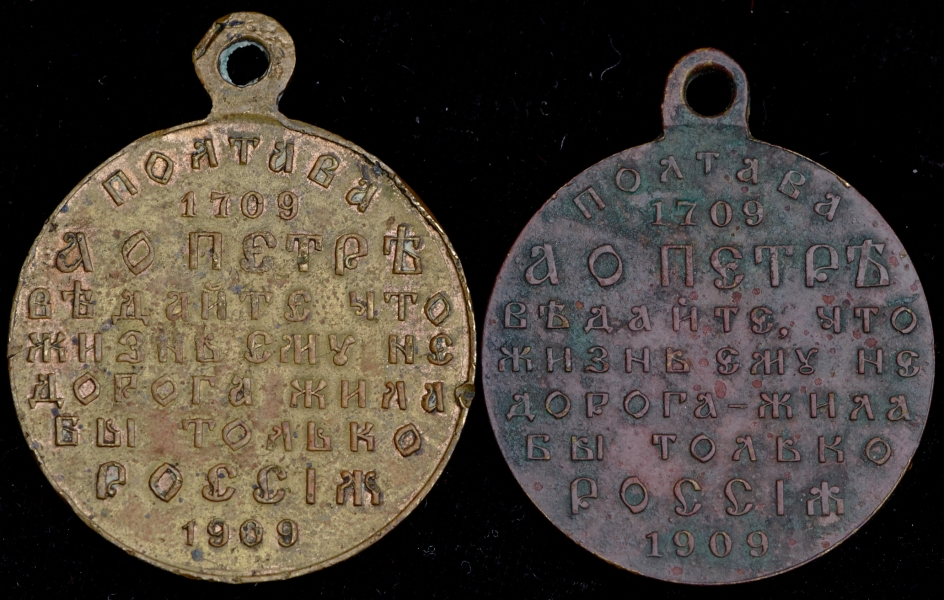 ПОЛТАВА
1709
А О ПЕТРѢ
ВѢДАЙТЕ, ЧТО
ЖИЗНЬ ЕМУ НЕ
ДОРОГА ЖИЛА
БЫ ТОЛЬКО
РОССІЯ
1909
ПОЛТАВА
1709
А О ПЕТРѢ
ВѢДАЙТЕ, ЧТО
ЖИЗНЬ ЕМУ НЕ
ДОРОГА-ЖИЛА
БЫ ТОЛЬКО
РОССІЯ
1909